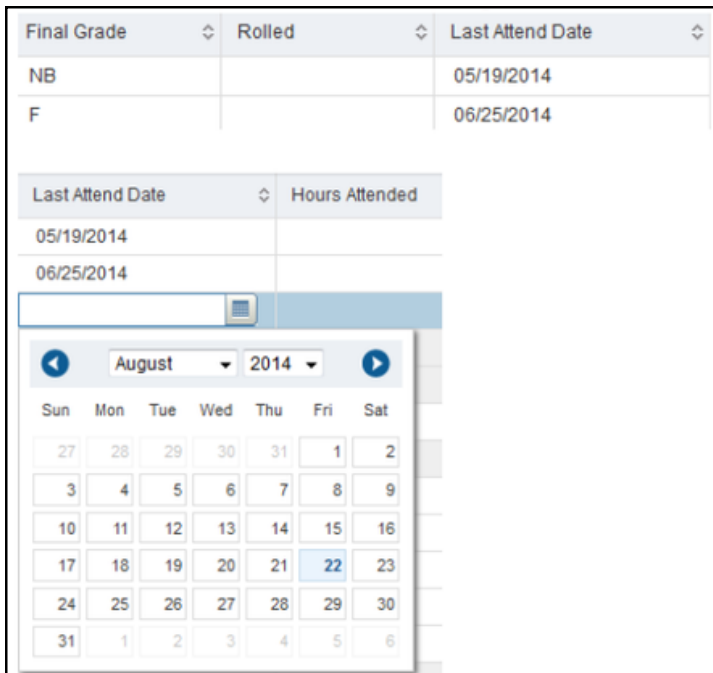 Final Grade Rolled Last Attend Date
NB 05/19/2014
F 06/25/2014
Last Attend Date Hours Attended
05/19/2014
06/25/2014
August 2014
Sun Mon Tue Wed Thu Fri Sat
27 28 29 30 31 1 2
3 4 5 6 7 8 9
10 11 12 13 14 15 16
17 18 19 20 21 22 23
24 25 26 27 28 29 30
31 1 2 3 4 5 6